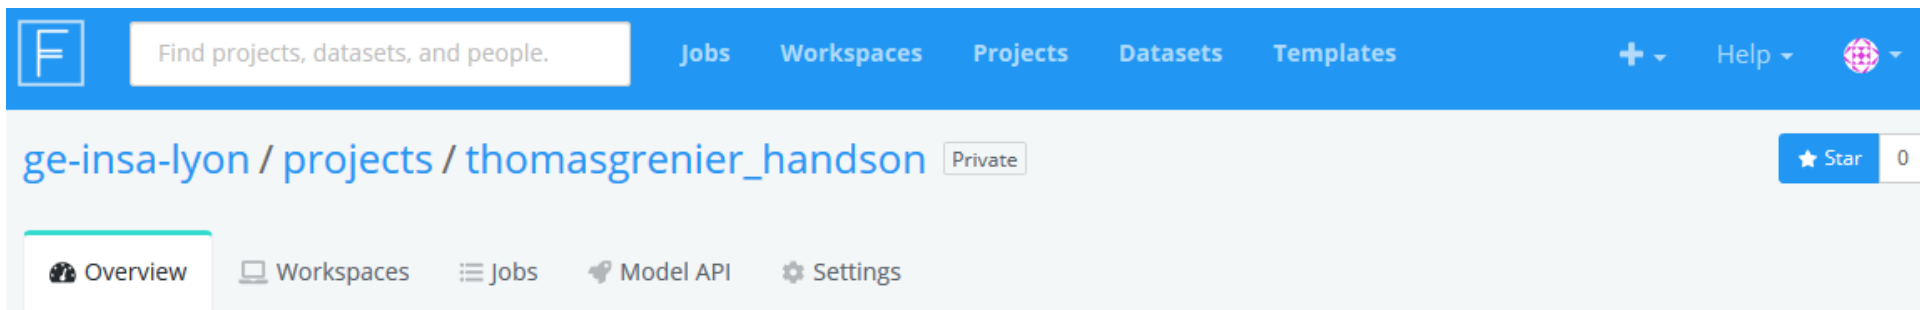 F Find projects, datasets, and people. Jobs Workspaces Projects Datasets Templates Help
ge-insa-lyon / projects / thomasgrenier_handson Private Star 0
Overview Workspaces Jobs Model API Settings